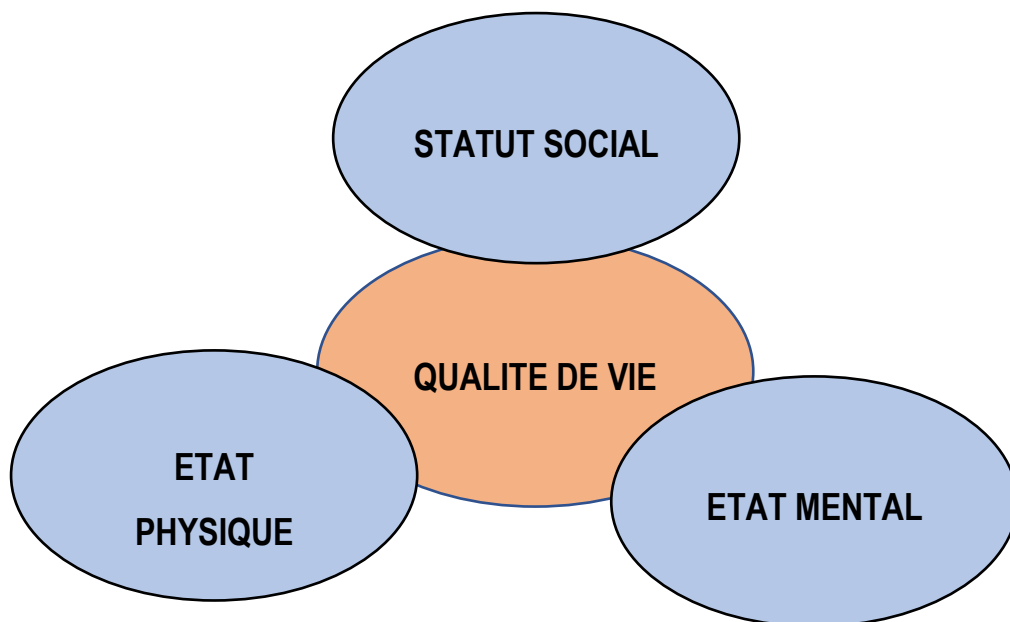 STATUT SOCIAL
QUALITE DE VIE
ETAT
PHYSIQUE
ETAT MENTAL